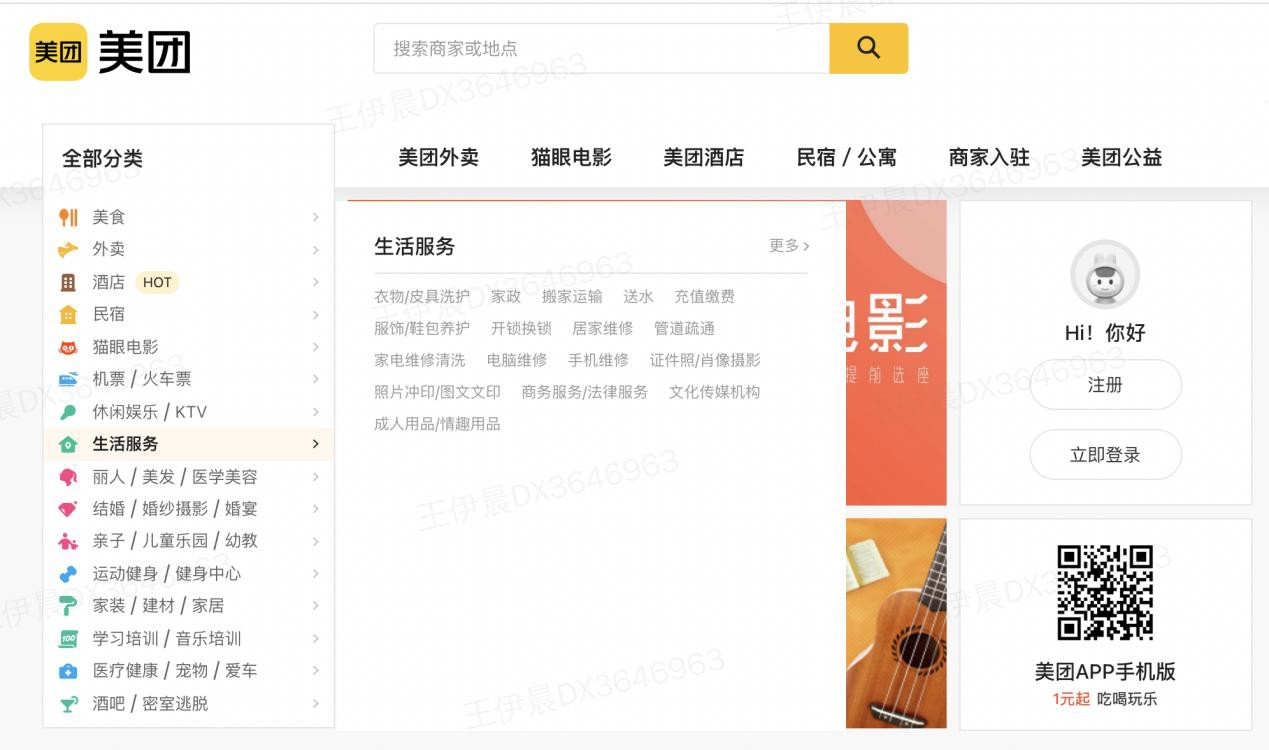 美团 美团
搜索商家或地点
全部分类
美团外卖 猫眼电影 美团酒店 民宿 / 公寓 商家入驻 美团公益
美食
外卖
酒店 HOT
民宿
猫眼电影
机票 / 火车票
休闲娱乐 / KTV
生活服务
丽人 / 美发 / 医学美容
结婚 / 婚纱摄影 / 婚宴
亲子 / 儿童乐园 / 幼教
运动健身 / 健身中心
家装 / 建材 / 家居
100 学习培训 / 音乐培训
医疗健康 / 宠物 / 爱车
酒吧 / 密室逃脱
生活服务 更多
衣物/皮具洗护 家政 搬家运输 送水 充值缴费
服饰/鞋包养护 开锁换锁 居家维修 管道疏通
家电维修清洗 电脑维修 手机维修 证件照/肖像摄影
照片冲印/图文文印 商务服务/法律服务 文化传媒机构
成人用品/情趣用品
影
提前选座
Hi！你好
注册
立即登录
美团APP手机版
1元起 吃喝玩乐
王伊晨DX3646963